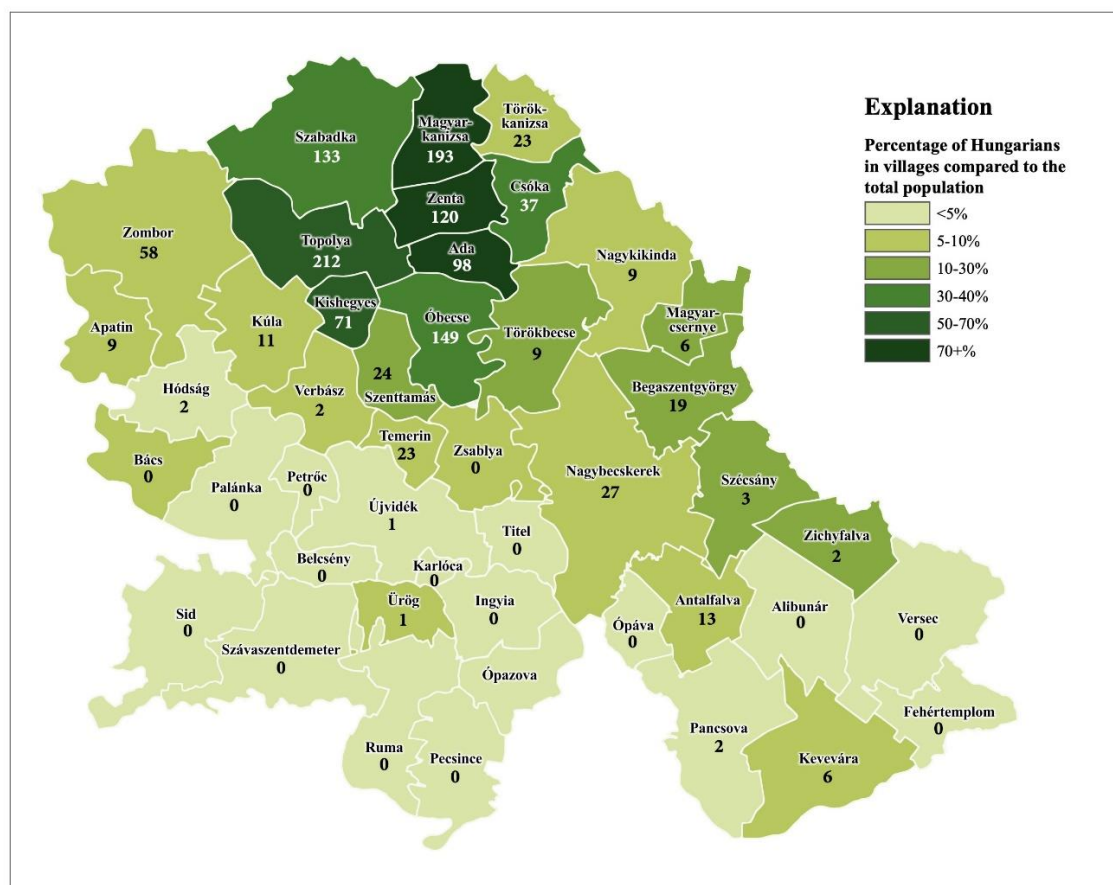 Explanation
Percentage of Hungarians
in villages compared to the
total population
<5%
5-10%
10-30%
30-40%
50-70%
70+%
Szabadka
133
Magyar-
kanizsa
193
Török-
kanizsa
23
Zenta
120
Csóka
37
Zombor
58
Topolya
212
Ada
98
Nagykikinda
9
Apatin
9
Kúla
11
Kishegyes
71
Óbecse
149
Törökbecse
9
Magyar-
csernye
6
Hódság
2
Verbász
2
24
Szenttamás
Begaszentgyörgy
19
Bács
0
Palánka
0
Petrőc
0
Temerin
23
Zsablya
0
Nagybecskerek
27
Szécsány
3
Újvidék
1
Titel
0
Zichyfalva
2
Belcsény
0
Karlóca
0
Sid
0
Szávaszentdemeter
0
Ürög
1
Ingyia
0
Ópáva
0
Antalfalva
13
Alibunár
0
Versec
0
Ópazova
Ruma
0
Pecsince
0
Pancsova
2
Kevevára
6
Fehértemplom
0